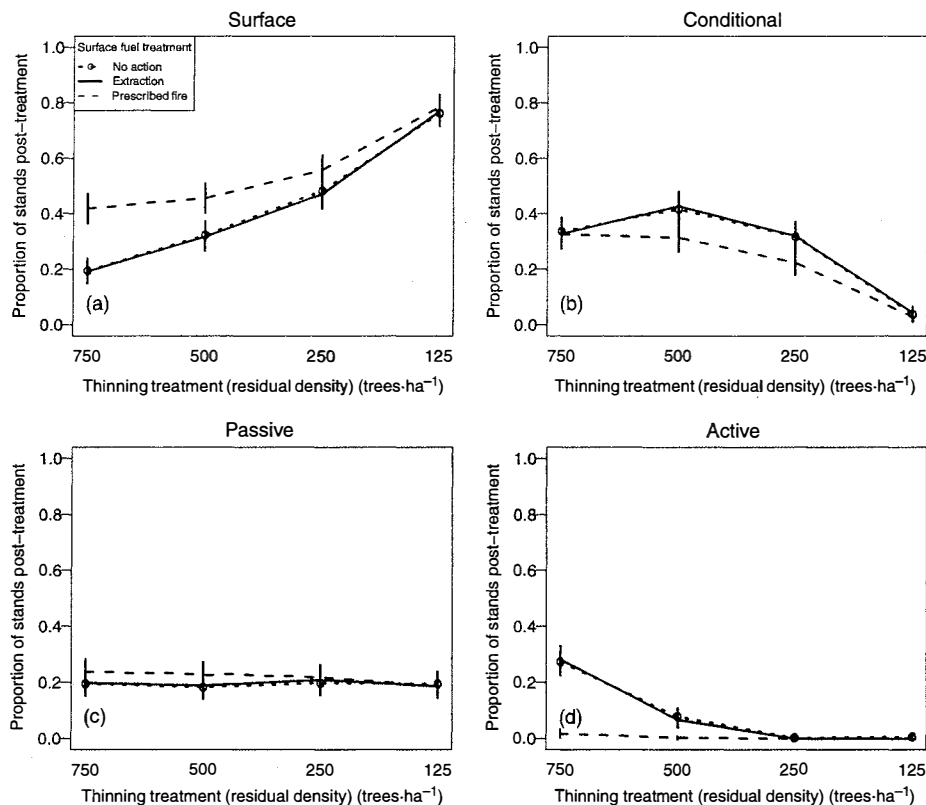 Surface
Proportion of stands post−treatment
1.0
0.8
0.6
0.4
0.2
0.0
Surface fuel treatment
No action
Extraction
Prescribed fire
(a)
750 500 250 125
Thinning treatment (residual density) (trees·ha−1)
Conditional
Proportion of stands post−treatment
1.0
0.8
0.6
0.4
0.2
0.0
(b)
750 500 250 125
Thinning treatment (residual density) (trees·ha−1)
Passive
Proportion of stands post−treatment
1.0
0.8
0.6
0.4
0.2
0.0
(c)
750 500 250 125
Thinning treatment (residual density) (trees·ha−1)
Active
Proportion of stands post−treatment
1.0
0.8
0.6
0.4
0.2
0.0
(d)
750 500 250 125
Thinning treatment (residual density) (trees·ha−1)